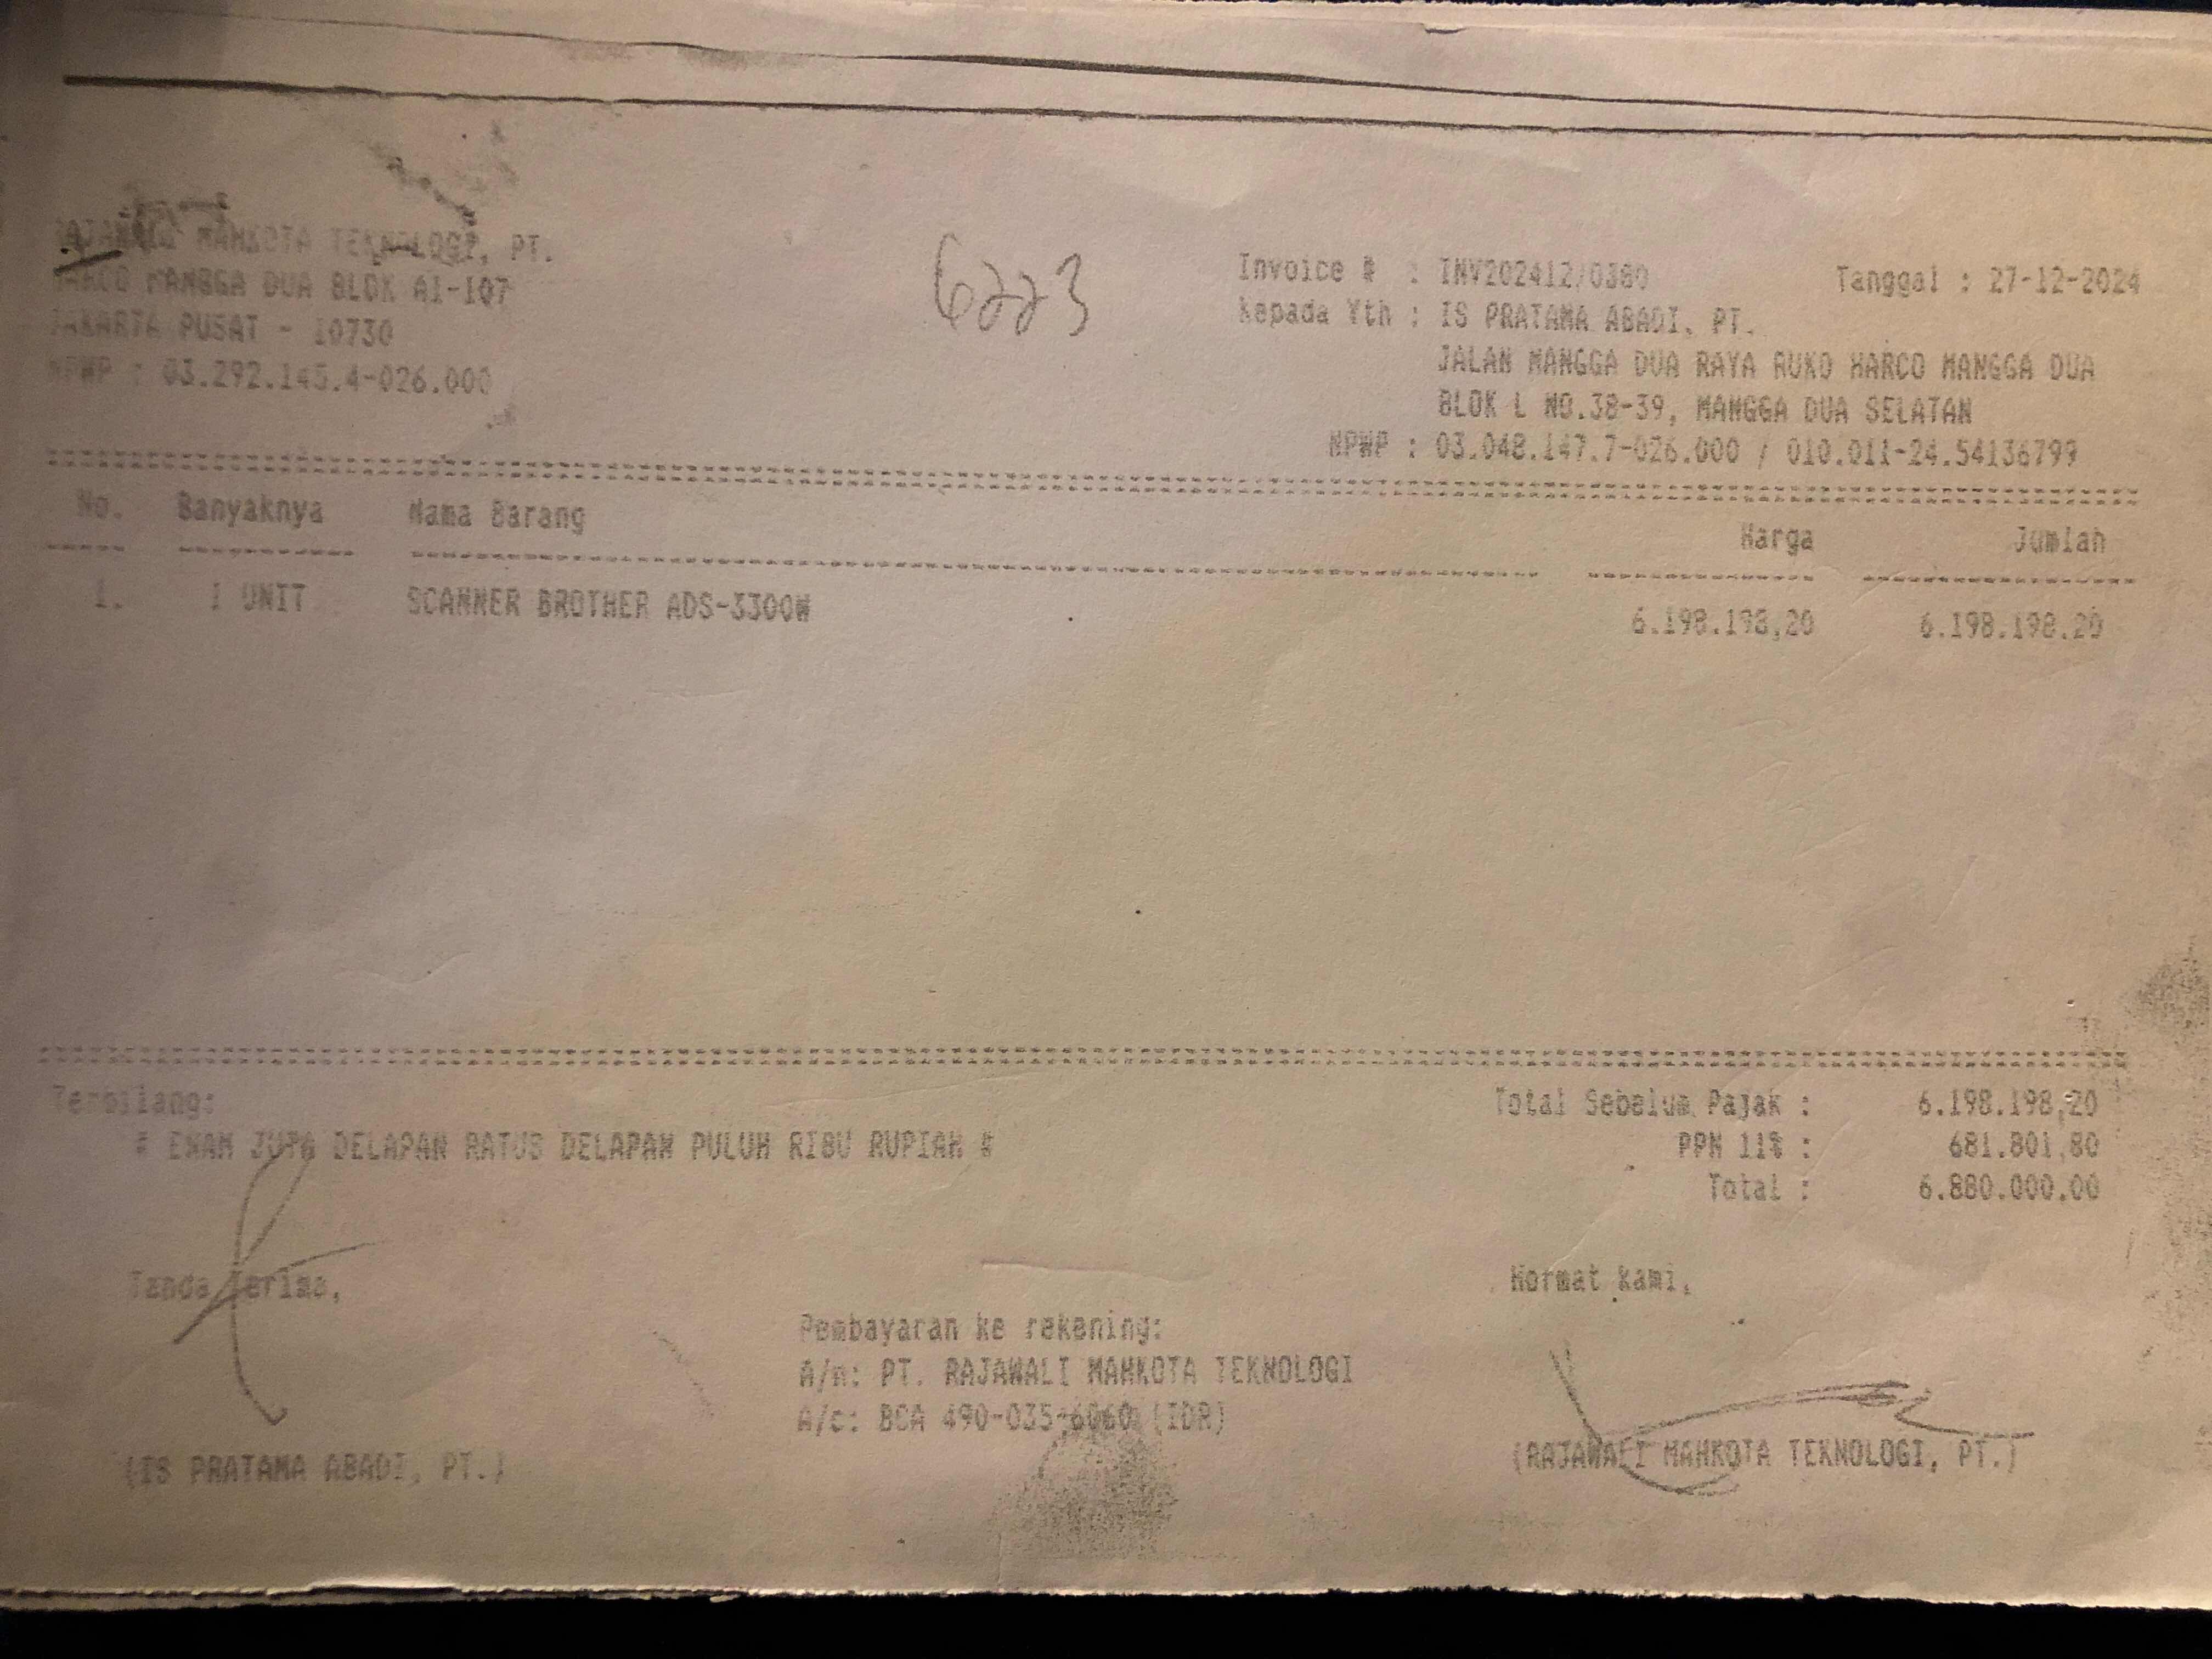 RAJAWALI MAHKOTA TEKNOLOGI, PT.
HARCO MANGGA DUA BLOK AI-107
JAKARTA PUSAT - 10730
NPWP : 03.292.145.4-026.000
6223
Invoice # : INV202412/0380 Tanggal : 27-12-2024
Kepada Yth : IS PRATAMA ABADI, PT.
JALAN MANGGA DUA RAYA RUKO HARCO MANGGA DUA
BLOK L NO.38-39, MANGGA DUA SELATAN
NPWP : 03.048.147.7-026.000 / 010.011-24.54136799
No. Banyaknya Nama Barang Harga Jumlah
1. 1 UNIT SCANNER BROTHER ADS-3300W 6.198.198,20 6.198.198,20
Terbilang:
# ENAM JUTA DELAPAN RATUS DELAPAN PULUH RIBU RUPIAH #
Total Sebelum Pajak : 6.198.198,20
PPN 11% : 681.801,80
Total : 6.880.000,00
Tanda Terima,
Hormat Kami,
Pembayaran ke rekening:
A/n: PT. RAJAWALI MAHKOTA TEKNOLOGI
A/c: BCA 490-035-6060 (IDR)
(IS PRATAMA ABADI, PT.)
(RAJAWALI MAHKOTA TEKNOLOGI, PT.)